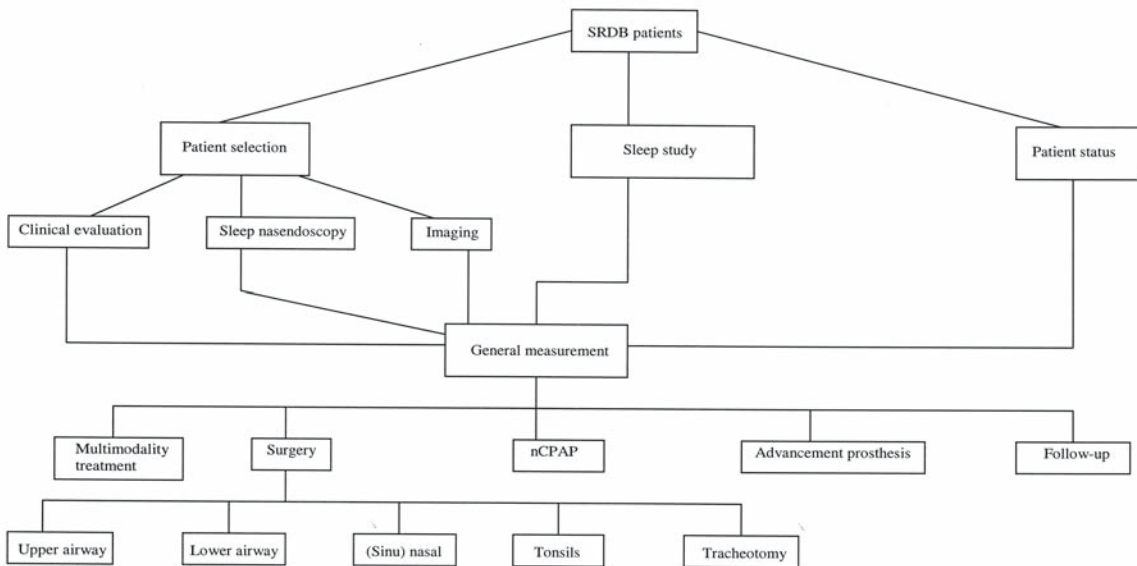 SRDB patients
Patient selection
Sleep study
Patient status
Clinical evaluation
Sleep nasendoscopy
Imaging
General measurement
Multimodality
treatment
Surgery
nCPAP
Advancement prosthesis
Follow-up
Upper airway
Lower airway
(Sinu) nasal
Tonsils
Tracheotomy